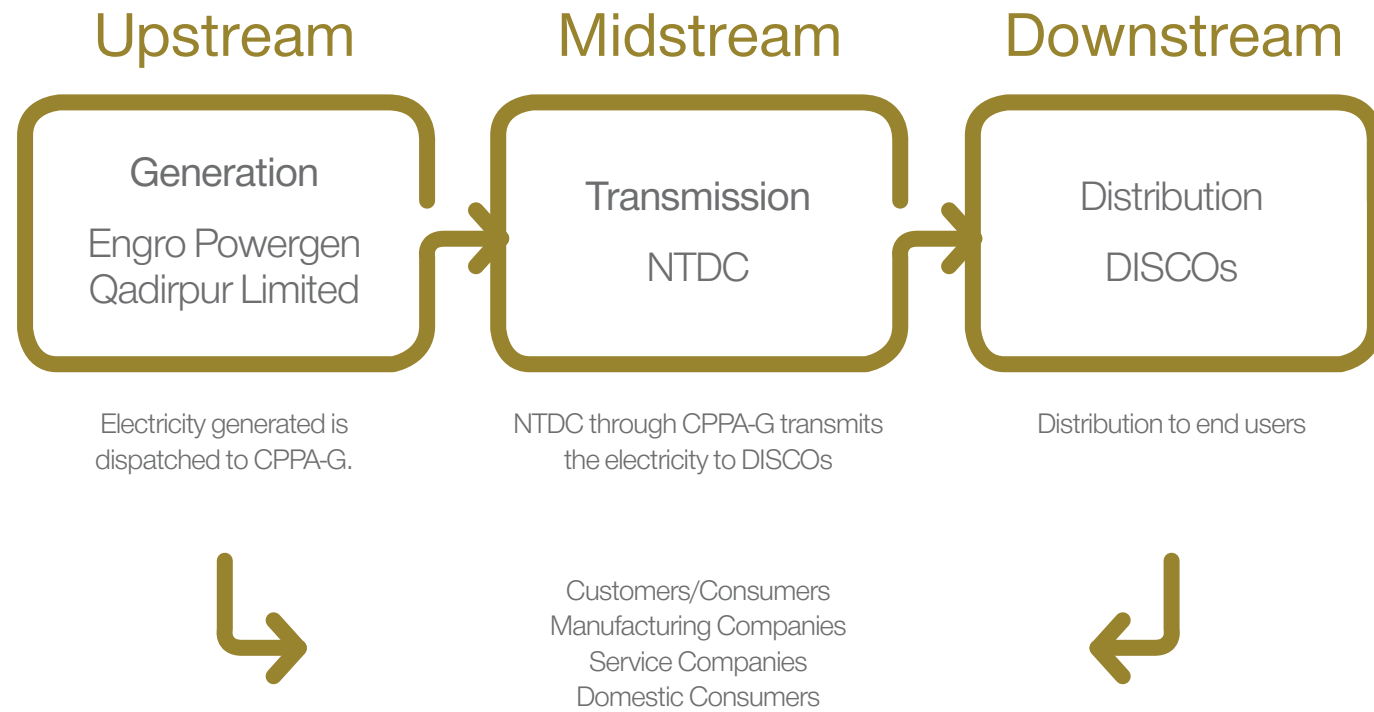 Upstream
Midstream
Downstream
Generation
Engro Powergen
Qadirpur Limited
Transmission
NTDC
Distribution
DISCOs
Electricity generated is
dispatched to CPPA-G.
NTDC through CPPA-G transmits
the electricity to DISCOs
Distribution to end users
Customers/Consumers
Manufacturing Companies
Service Companies
Domestic Consumers